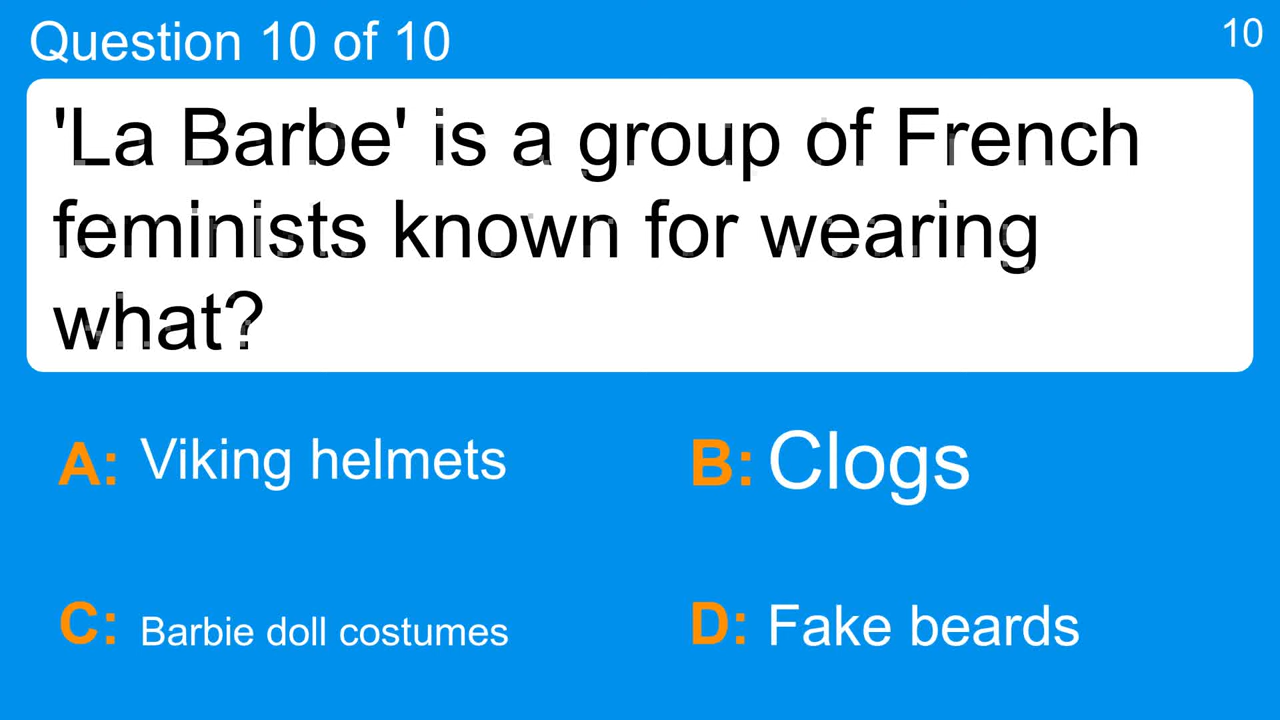 Question 10 of 10
10
'La Barbe' is a group of French
feminists known for wearing
what?
A: Viking helmets
B: Clogs
C: Barbie doll costumes
D: Fake beards